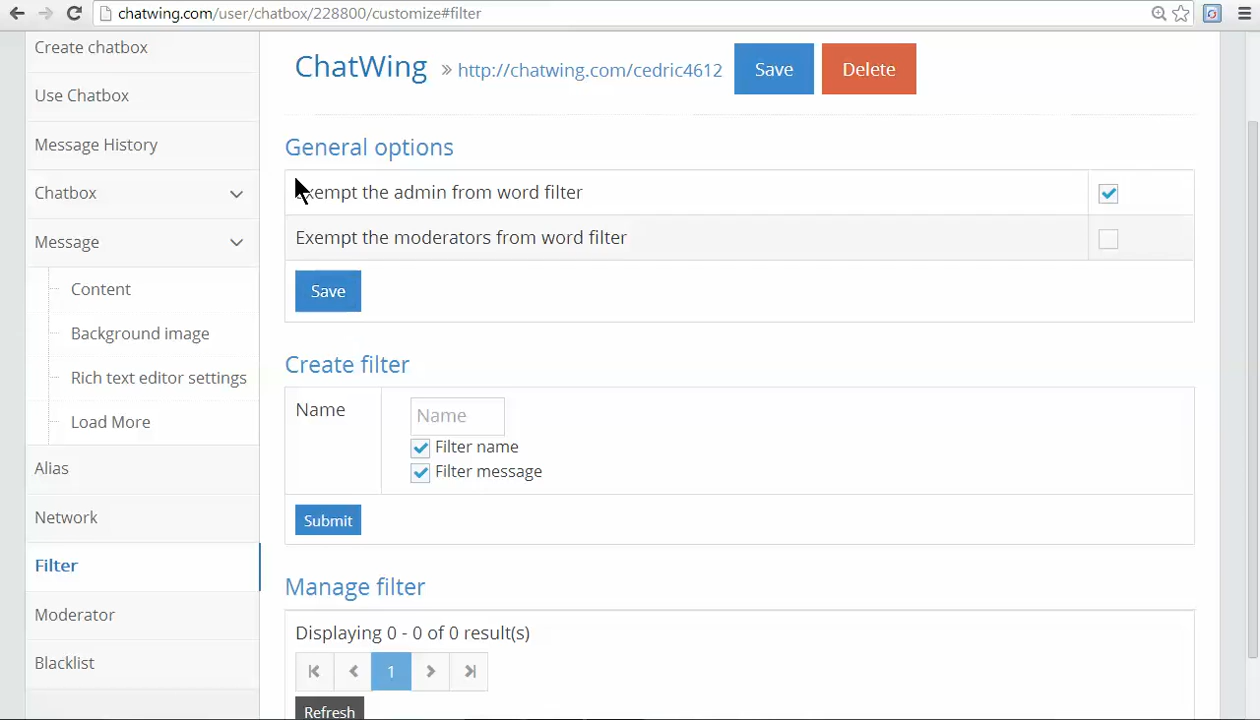 chatwing.com/user/chatbox/228800/customize#filter
Create chatbox
Use Chatbox
Message History
Chatbox
Message
Content
Background image
Rich text editor settings
Load More
Alias
Network
Filter
Moderator
Blacklist
ChatWing » http://chatwing.com/cedric4612 Save Delete
General options
Exempt the admin from word filter
Exempt the moderators from word filter
Save
Create filter
Name Name
Filter name
Filter message
Submit
Manage filter
Displaying 0 - 0 of 0 result(s)
1
Refresh